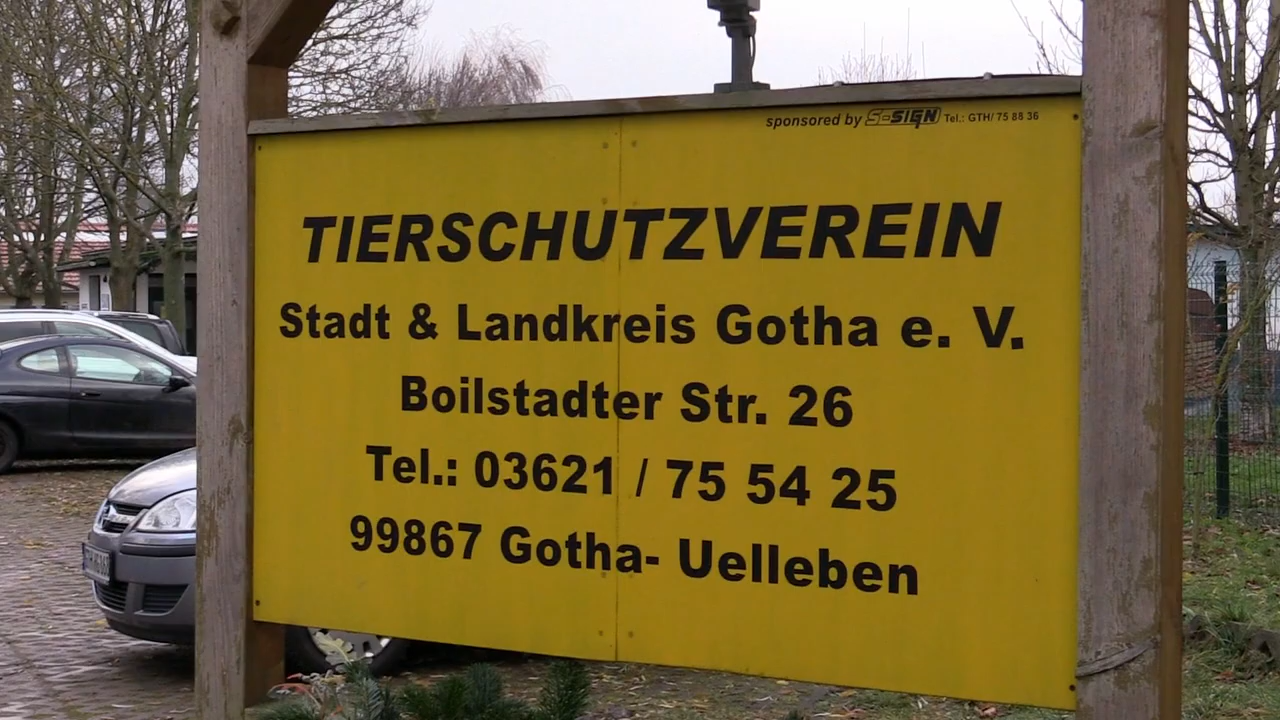 sponsored by S-SIGN Tel.: GTH/ 75 88 36
TIERSCHUTZVEREIN
Stadt & Landkreis Gotha e. V.
Boilstadter Str. 26
Tel.: 03621 / 75 54 25
99867 Gotha- Uelleben